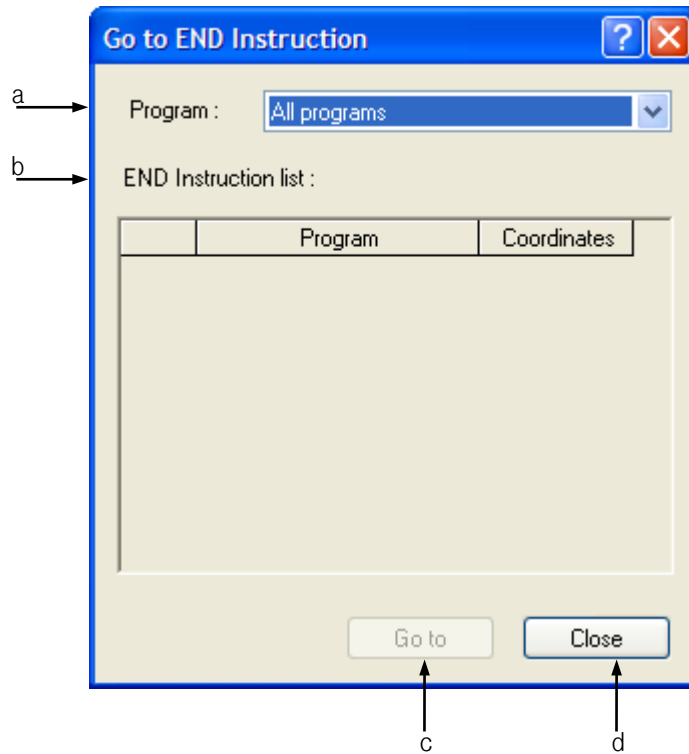 Go to END Instruction
a
Program :
All programs
b
END Instruction list :
Program
Coordinates
Go to
Close
c
d